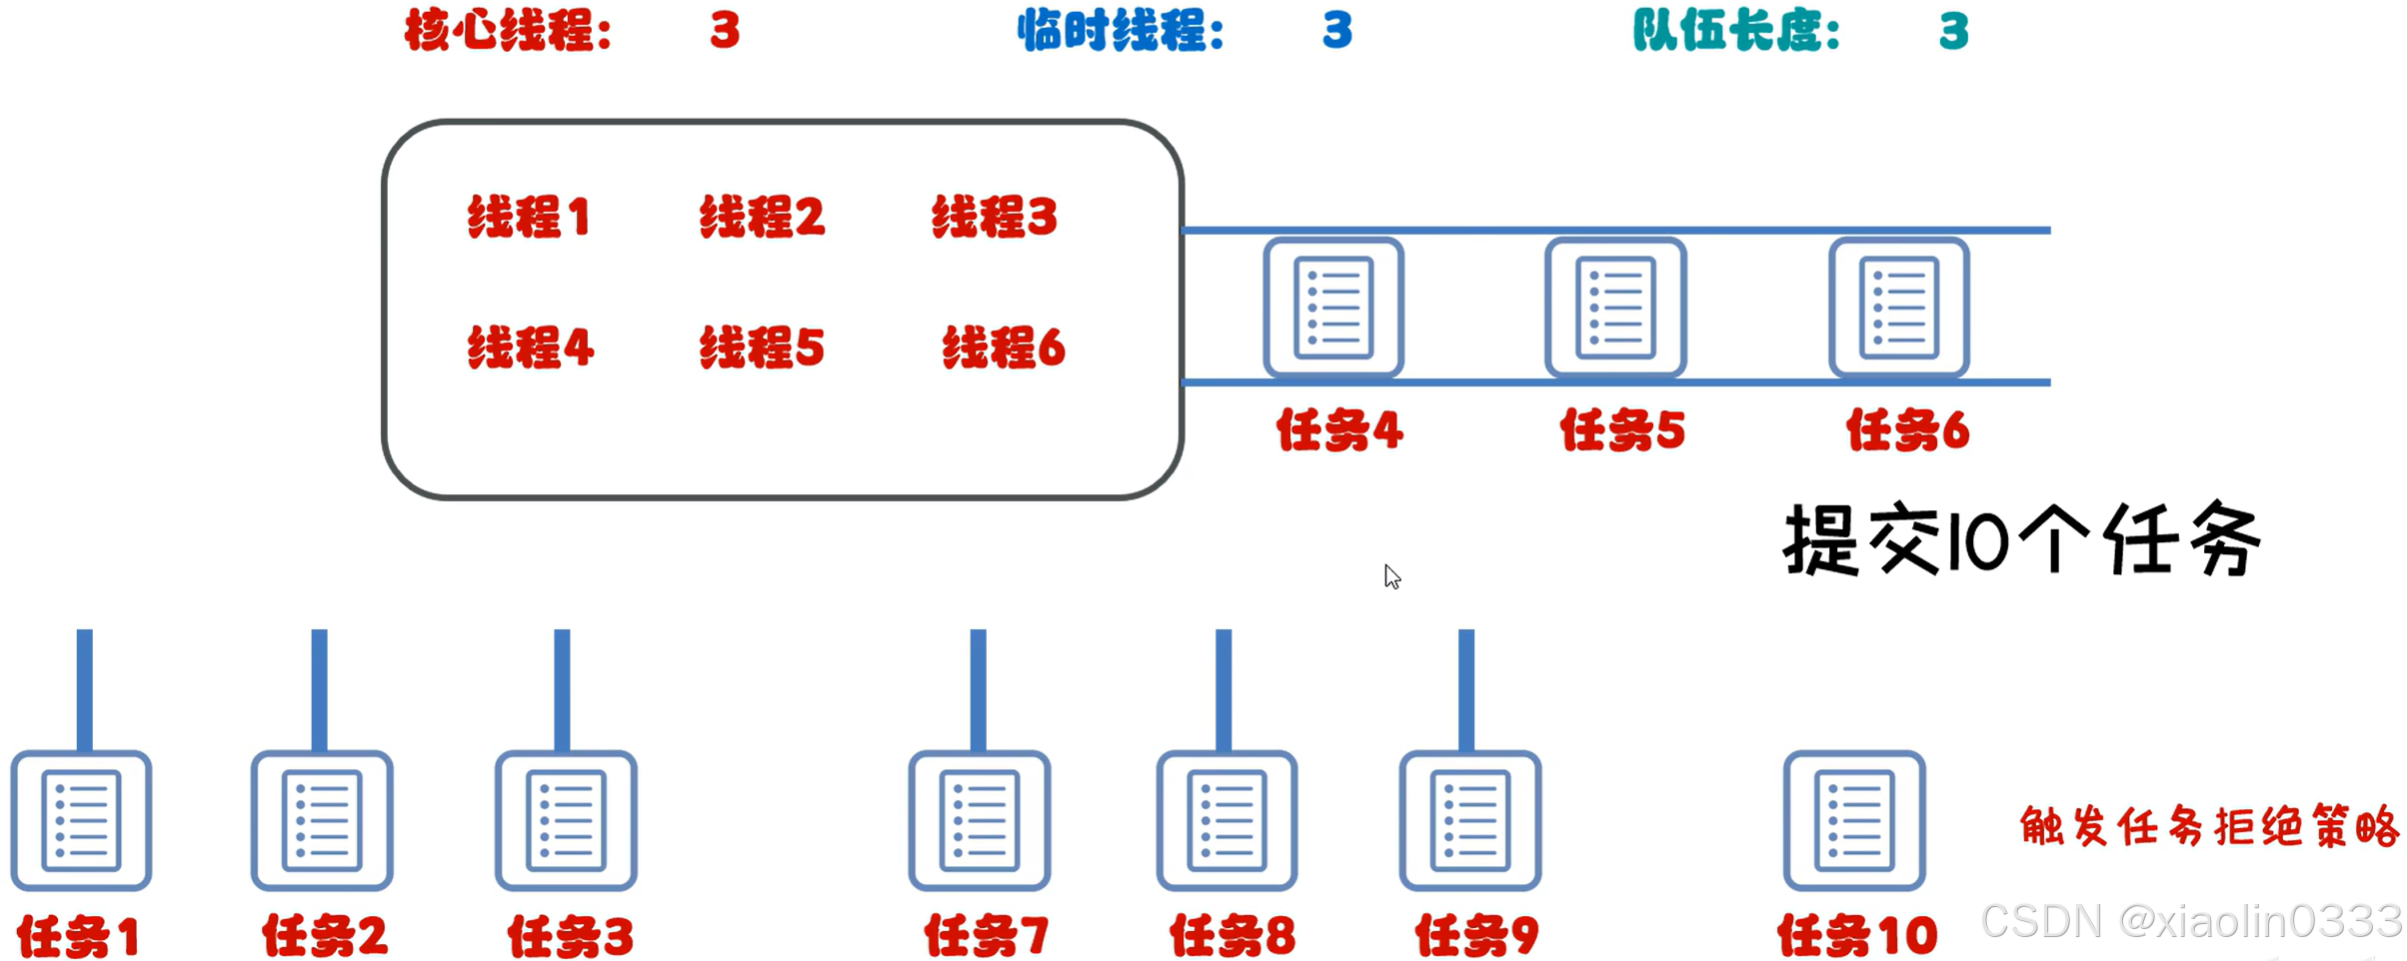 核心线程： 3 临时线程： 3 队伍长度： 3
线程1 线程2 线程3
线程4 线程5 线程6
任务4 任务5 任务6
提交10个任务
触发任务拒绝策略
任务1 任务2 任务3 任务7 任务8 任务9 任务10
CSDN @xiaolin0333